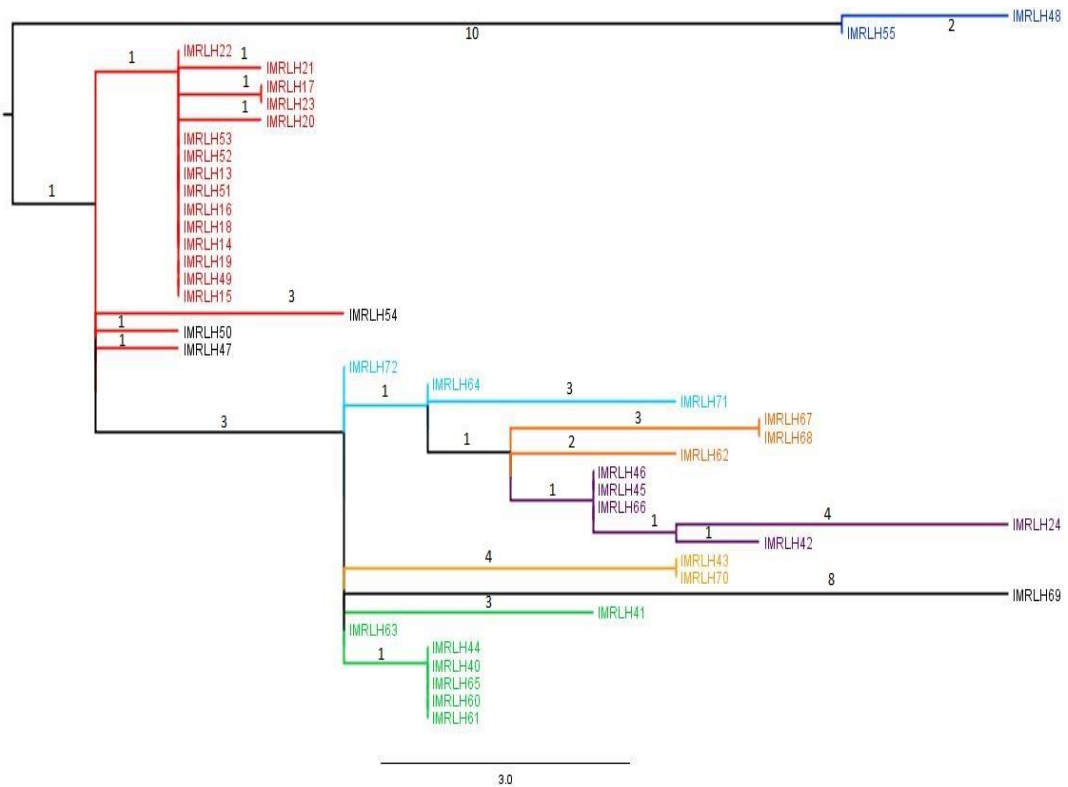 IMRLH48
2
10
IMRLH55
1
IMRLH22
1
IMRLH21
1
IMRLH17
IMRLH23
1
IMRLH20
IMRLH53
IMRLH52
IMRLH13
1
IMRLH51
IMRLH16
IMRLH18
IMRLH14
IMRLH19
IMRLH49
IMRLH15
3
IMRLH54
1
IMRLH50
1
IMRLH47
IMRLH72
1
IMRLH64
3
IMRLH71
3
IMRLH67
3
IMRLH68
1
2
IMRLH62
IMRLH46
1
IMRLH45
IMRLH66
1
4
IMRLH24
1
IMRLH42
4
IMRLH43
IMRLH70
8
IMRLH69
3
IMRLH41
IMRLH63
1
IMRLH44
IMRLH40
IMRLH65
IMRLH60
IMRLH61
3.0